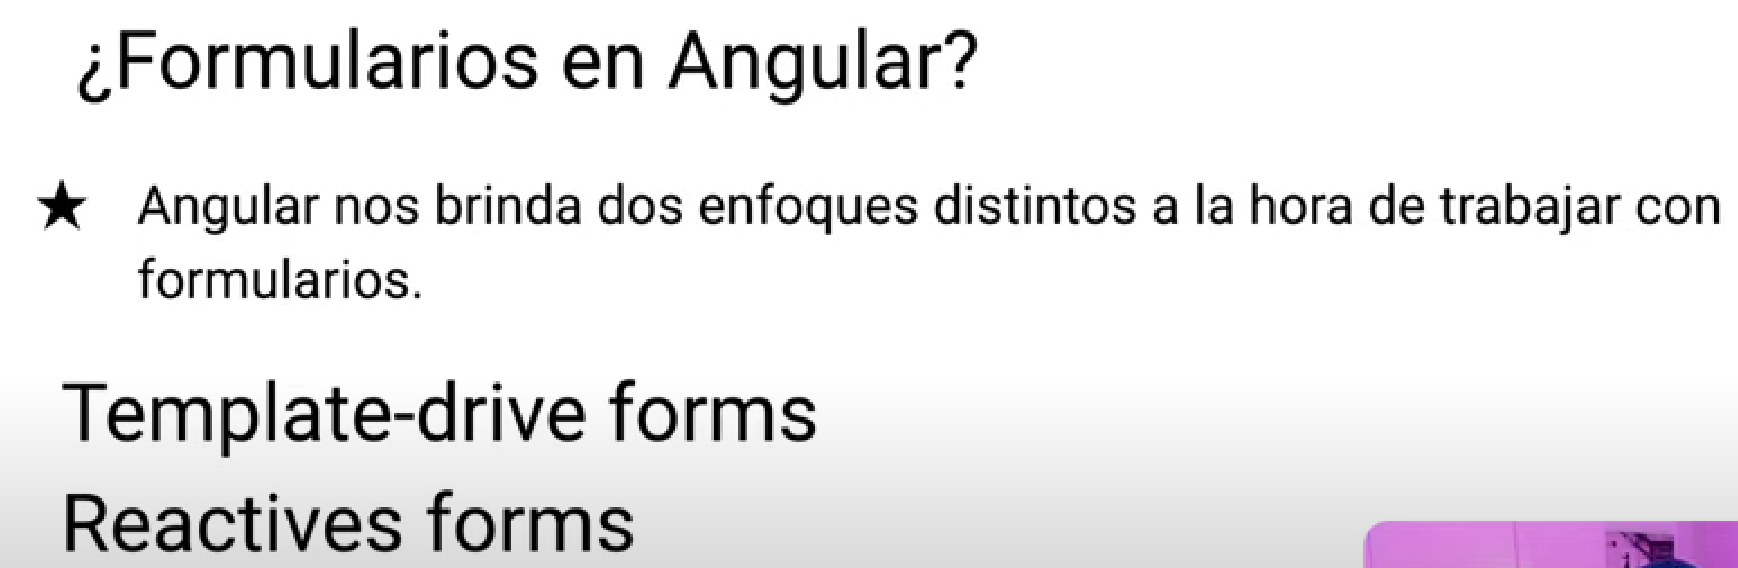 ¿Formularios en Angular?
★ Angular nos brinda dos enfoques distintos a la hora de trabajar con
formularios.
Template-drive forms
Reactives forms